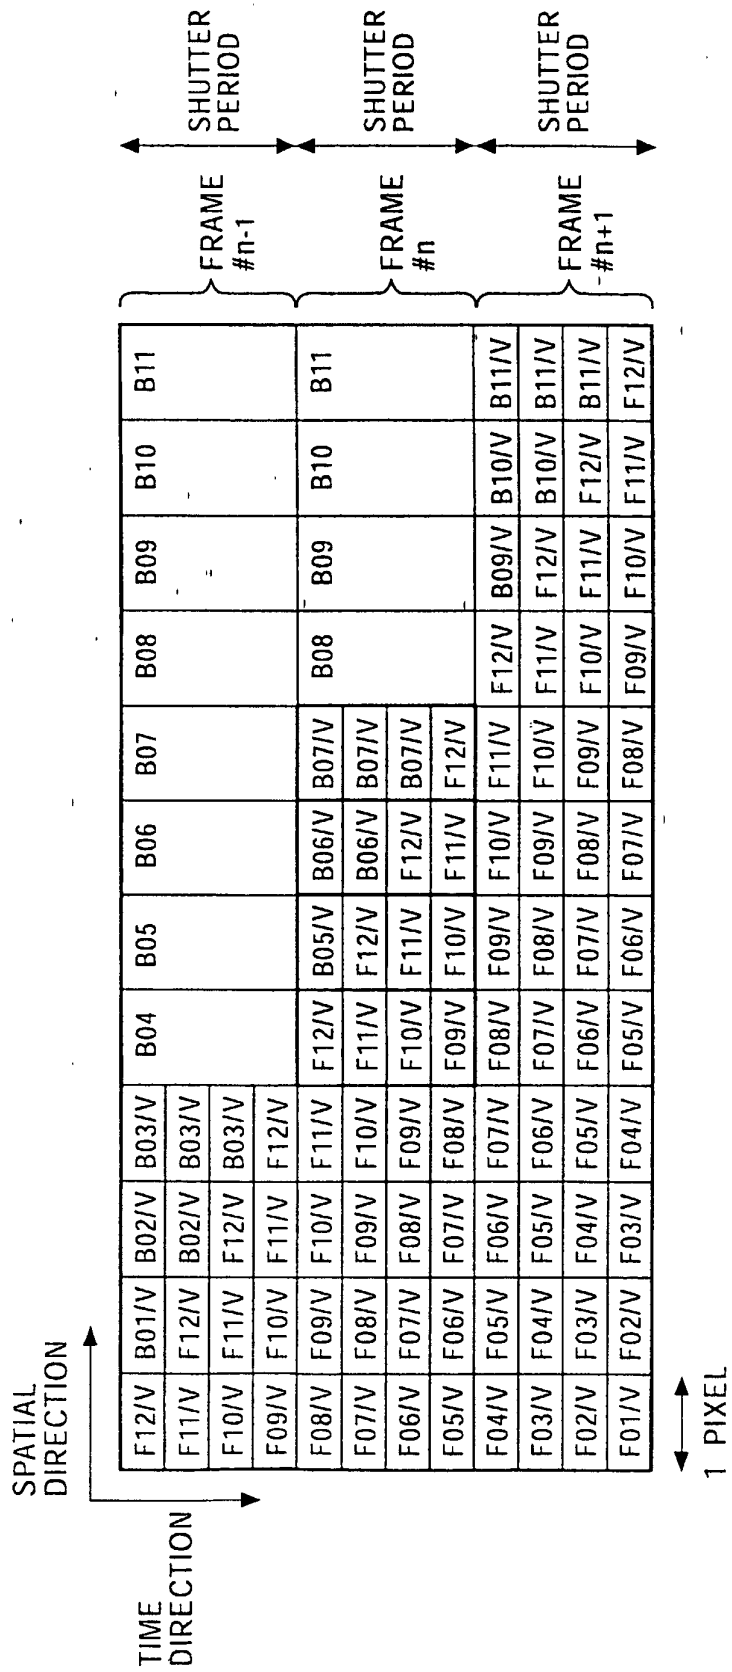 SPATIAL
DIRECTION
TIME
DIRECTION
F12/V B01/V B02/V B03/V B04 B05 B06 B07 B08 B09 B10 B11
F11/V F12/V B02/V B03/V
F10/V F11/V F12/V B03/V
F09/V F10/V F11/V F12/V
FRAME
#n-1
SHUTTER
PERIOD
F08/V F09/V F10/V F11/V F12/V B05/V B06/V B07/V B08 B09 B10 B11
F07/V F08/V F09/V F10/V F11/V F12/V B06/V B07/V
F06/V F07/V F08/V F09/V F10/V F11/V F12/V B07/V
F05/V F06/V F07/V F08/V F09/V F10/V F11/V F12/V
FRAME
#n
SHUTTER
PERIOD
F04/V F05/V F06/V F07/V F08/V F09/V F10/V F11/V F12/V B09/V B10/V B11/V
F03/V F04/V F05/V F06/V F07/V F08/V F09/V F10/V F11/V F12/V B10/V B11/V
F02/V F03/V F04/V F05/V F06/V F07/V F08/V F09/V F10/V F11/V F12/V B11/V
F01/V F02/V F03/V F04/V F05/V F06/V F07/V F08/V F09/V F10/V F11/V F12/V
FRAME
#n+1
SHUTTER
PERIOD
1 PIXEL